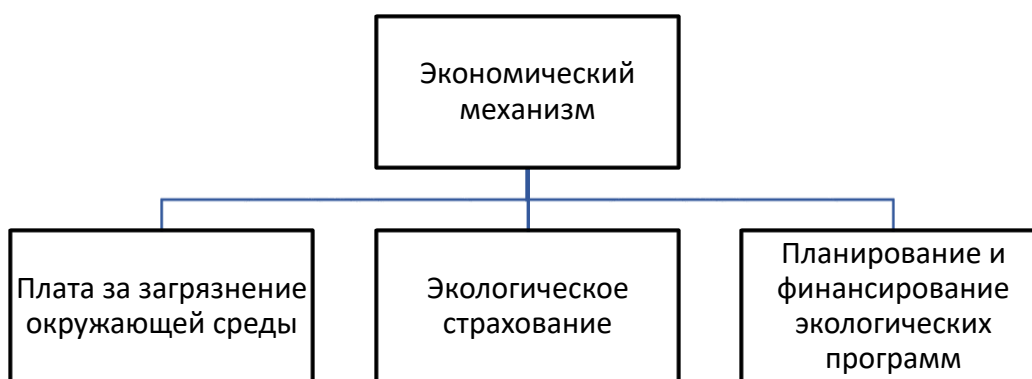 Экономический
механизм
Плата за загрязнение
окружающей среды
Экологическое
страхование
Планирование и
финансирование
экологических
программ